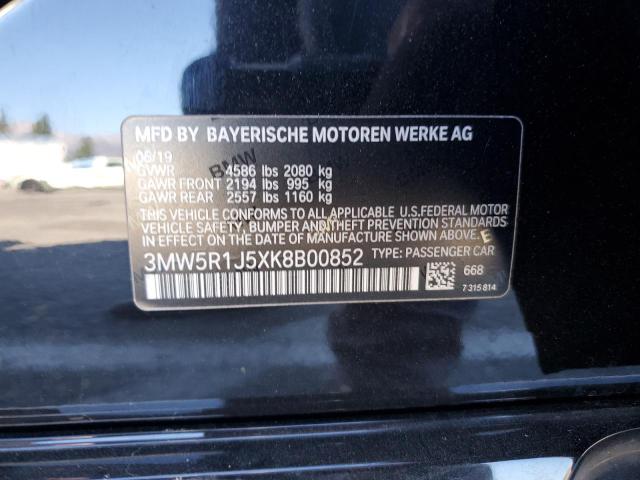 MFD BY BAYERISCHE MOTOREN WERKE AG
06/19
GVWR 4586 lbs 2080 kg
GAWR FRONT 2194 lbs 995 kg
GAWR REAR 2557 lbs 1160 kg
THIS VEHICLE CONFORMS TO ALL APPLICABLE U.S.FEDERAL MOTOR
VEHICLE SAFETY, BUMPER AND THEFT PREVENTION STANDARDS
IN EFFECT ON THE DATE OF MANUFACTURE SHOWN ABOVE.
3MW5R1J5XK8B00852 TYPE: PASSENGER CAR
668
7 315 814
BMW